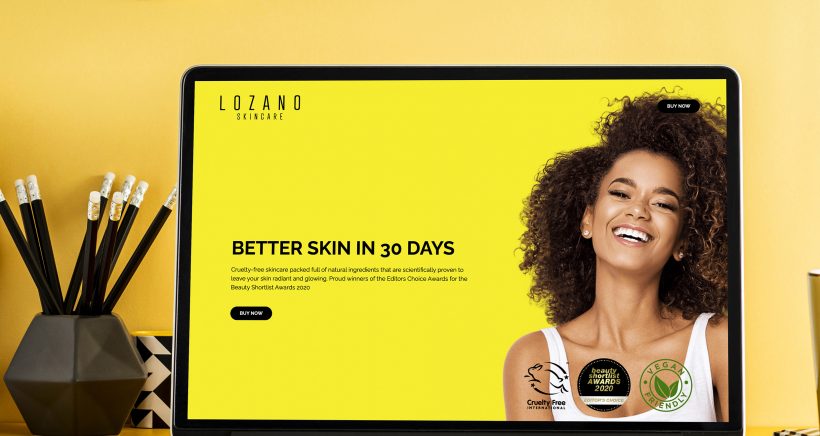 LOZANO
SKINCARE
BUY NOW
BETTER SKIN IN 30 DAYS
Cruelty-free skincare packed full of natural ingredients that are scientifically proven to
leave your skin radiant and glowing. Proud winners of the Editors Choice Awards for the
Beauty Shortlist Awards 2020
BUY NOW
Cruelty Free
INTERNATIONAL
beauty
shortlist
AWARDS
2020
EDITOR'S CHOICE
VEGAN
FRIENDLY